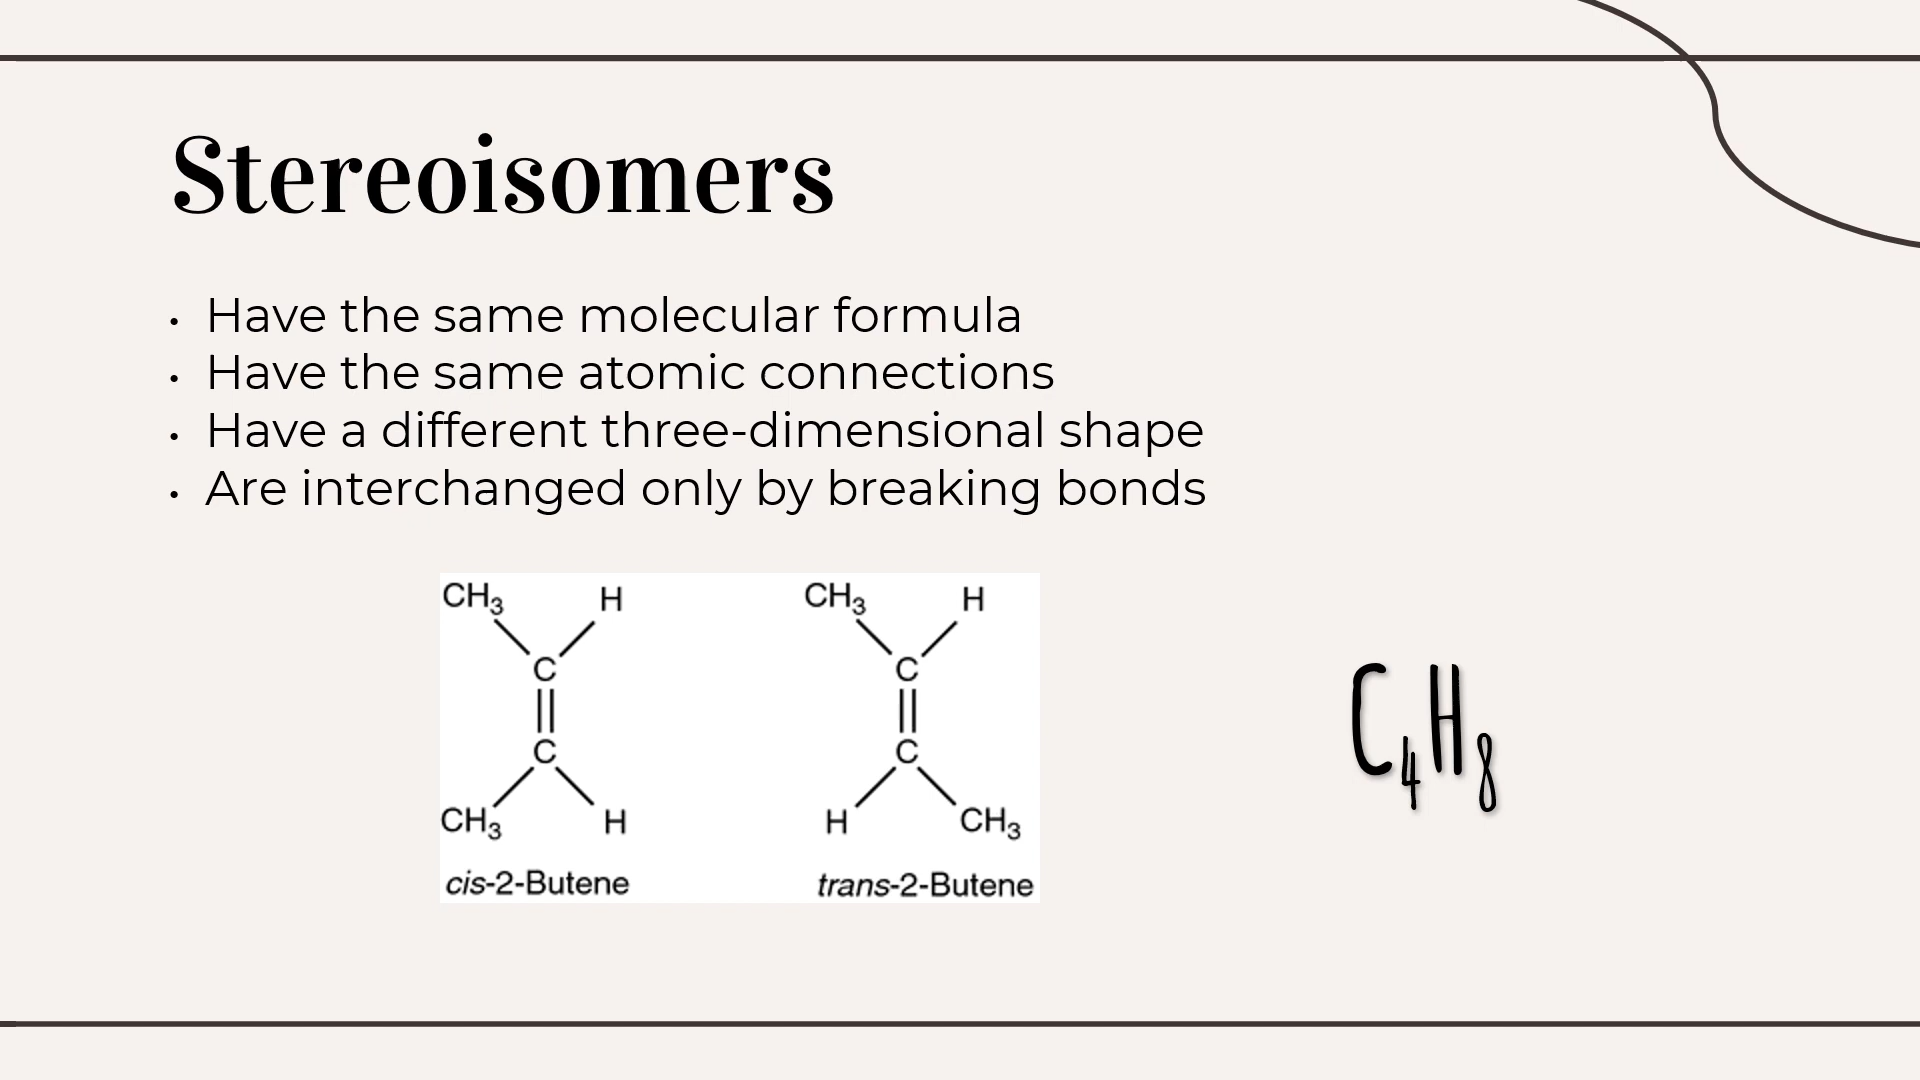 Stereoisomers
• Have the same molecular formula
• Have the same atomic connections
• Have a different three-dimensional shape
• Are interchanged only by breaking bonds
CH₃ H
C
C
CH₃ H
cis-2-Butene
CH₃ H
C
C
H CH₃
trans-2-Butene
C₄H₈